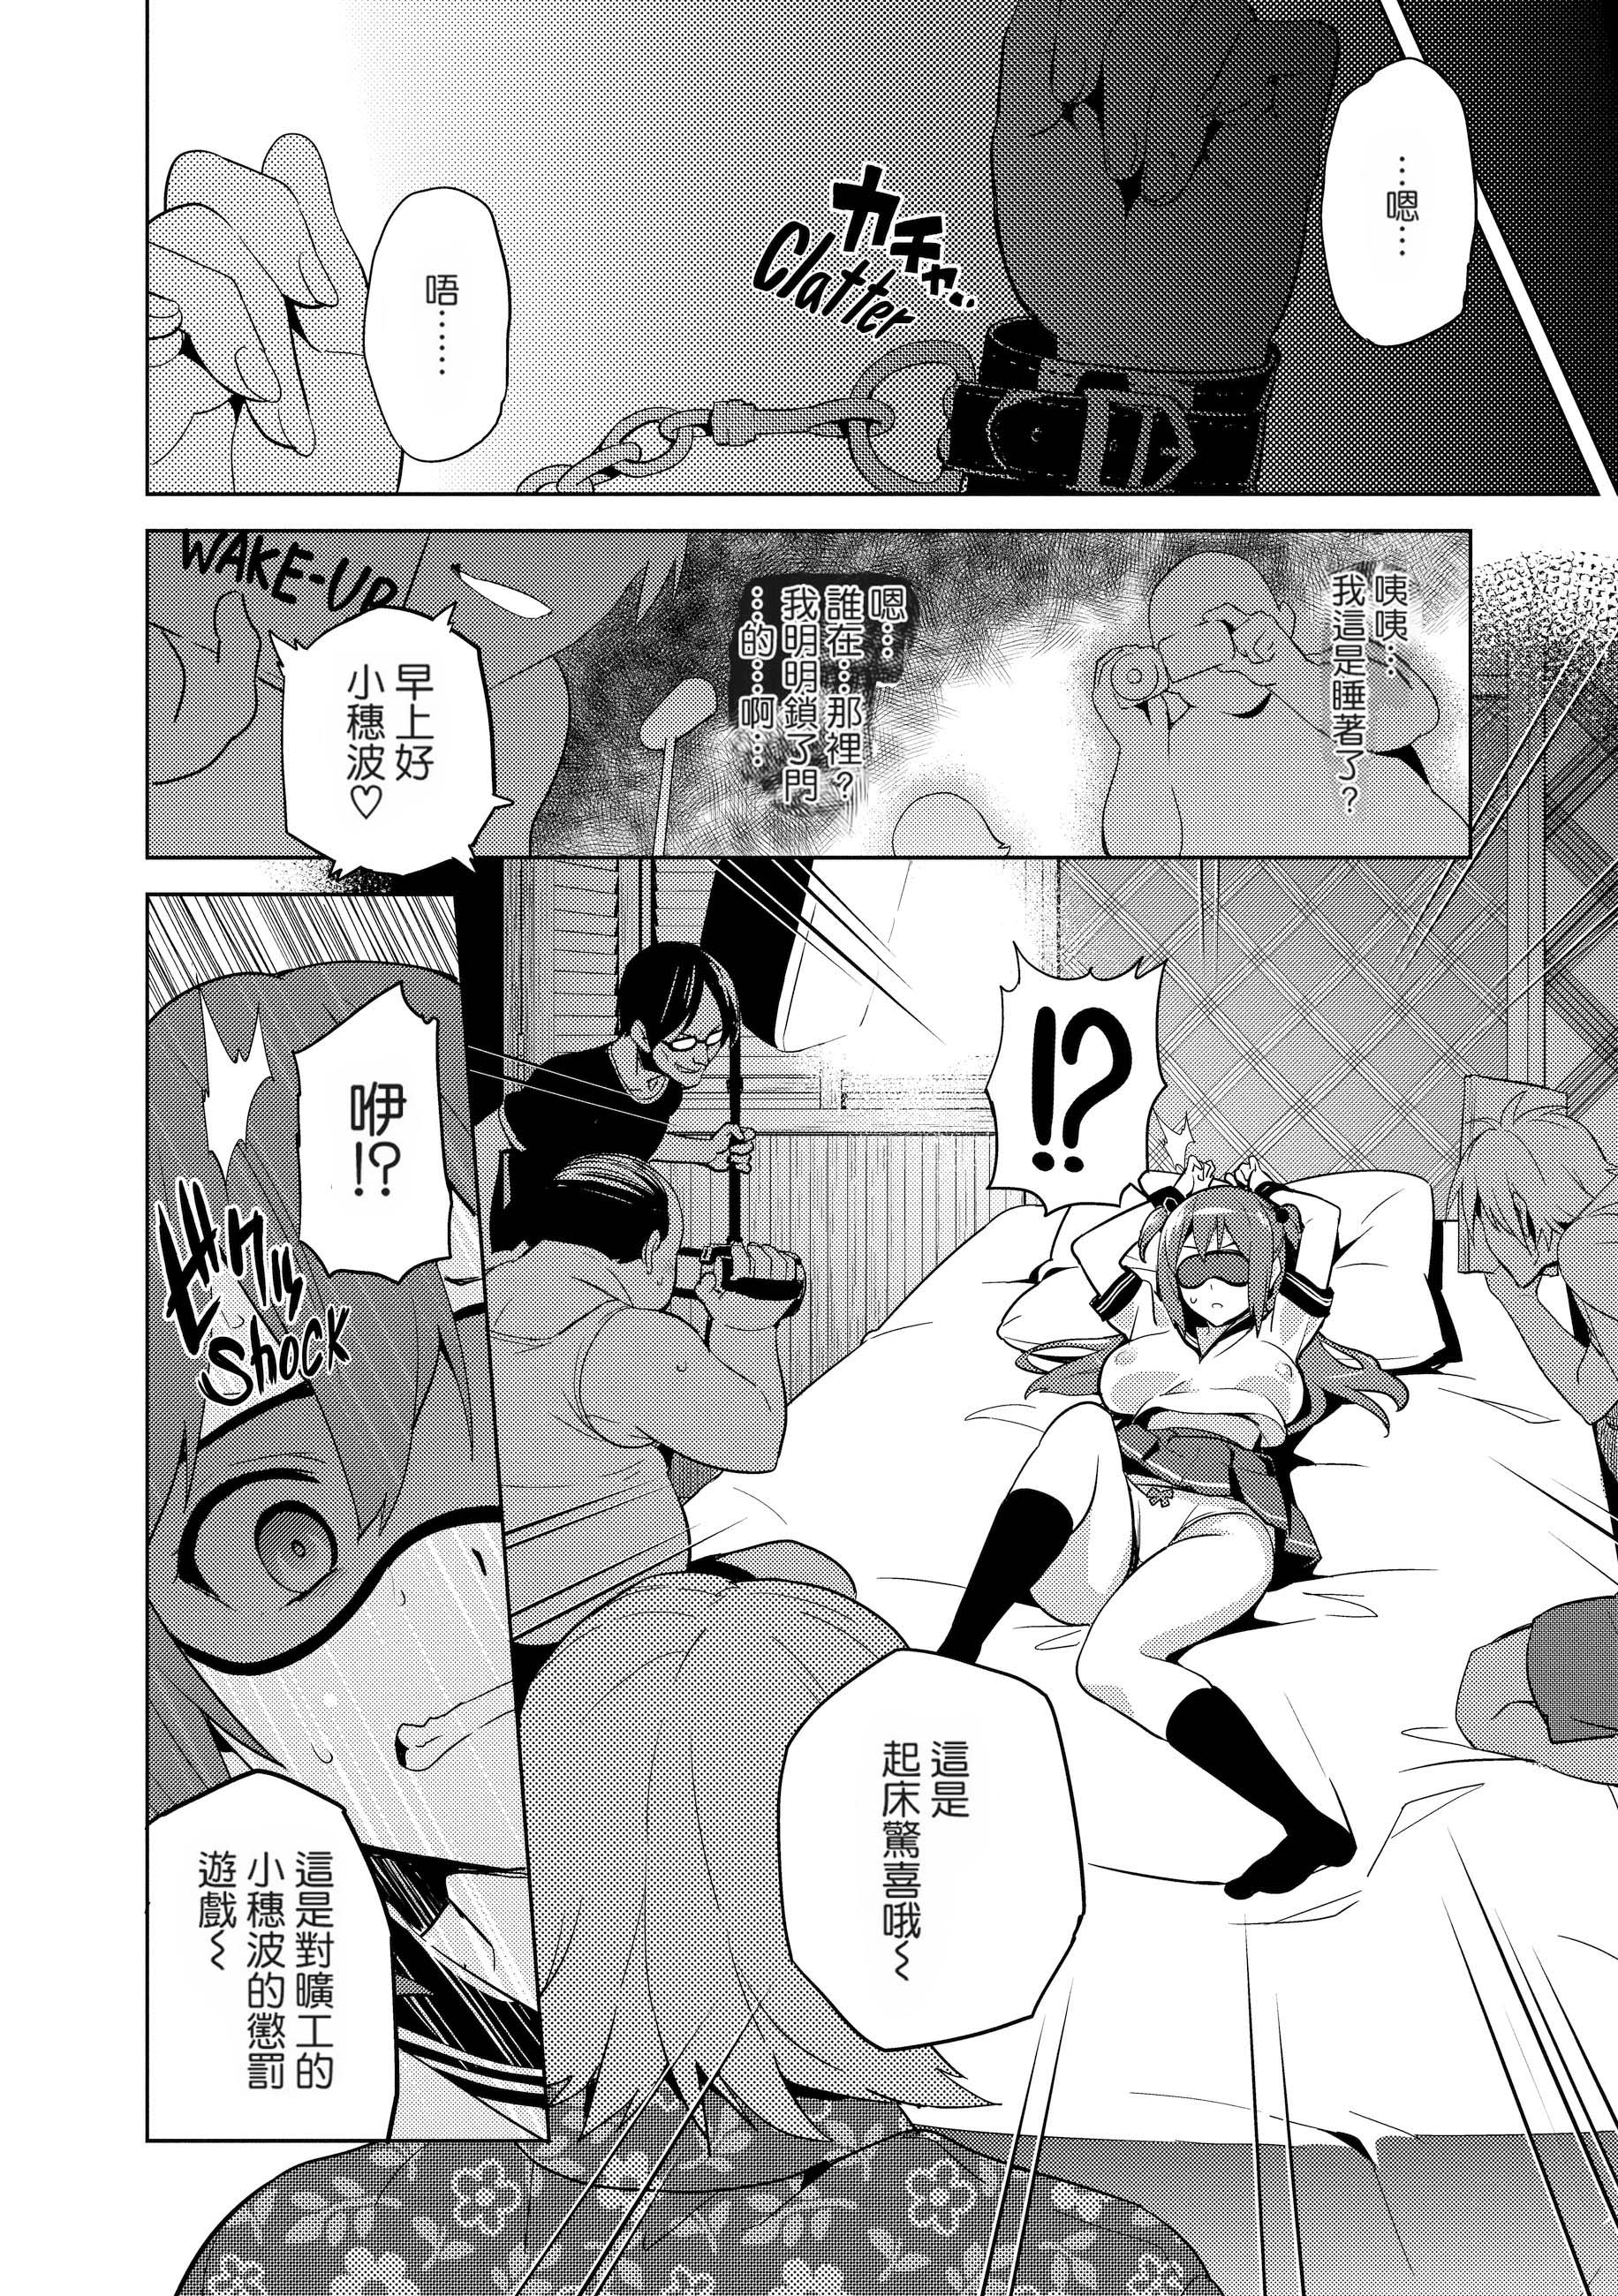 …嗯…
カチャ‥
Clatter
唔……
咦咦…
我這是睡著了？
嗯…
誰在…那裡？
我明明鎖了門
…的…啊…
WAKE-UP
早上好
小穗波♡
!?
咿!?
Shock
這是
起床驚喜哦～
這是對曠工的
小穗波的懲罰
遊戲～